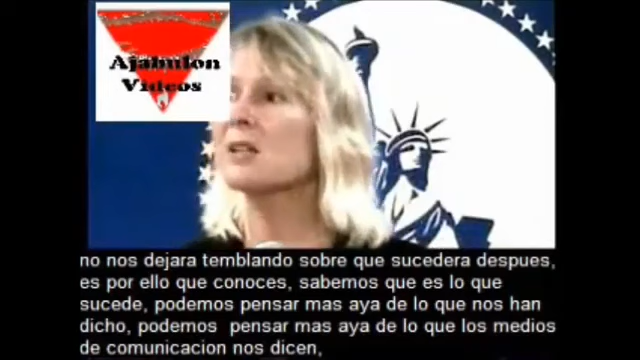 Ajabulon
Videos
no nos dejara temblando sobre que sucedera despues,
es por ello que conoces, sabemos que es lo que
sucede, podemos pensar mas aya de lo que nos han
dicho, podemos  pensar mas aya de lo que los medios
de comunicacion nos dicen,